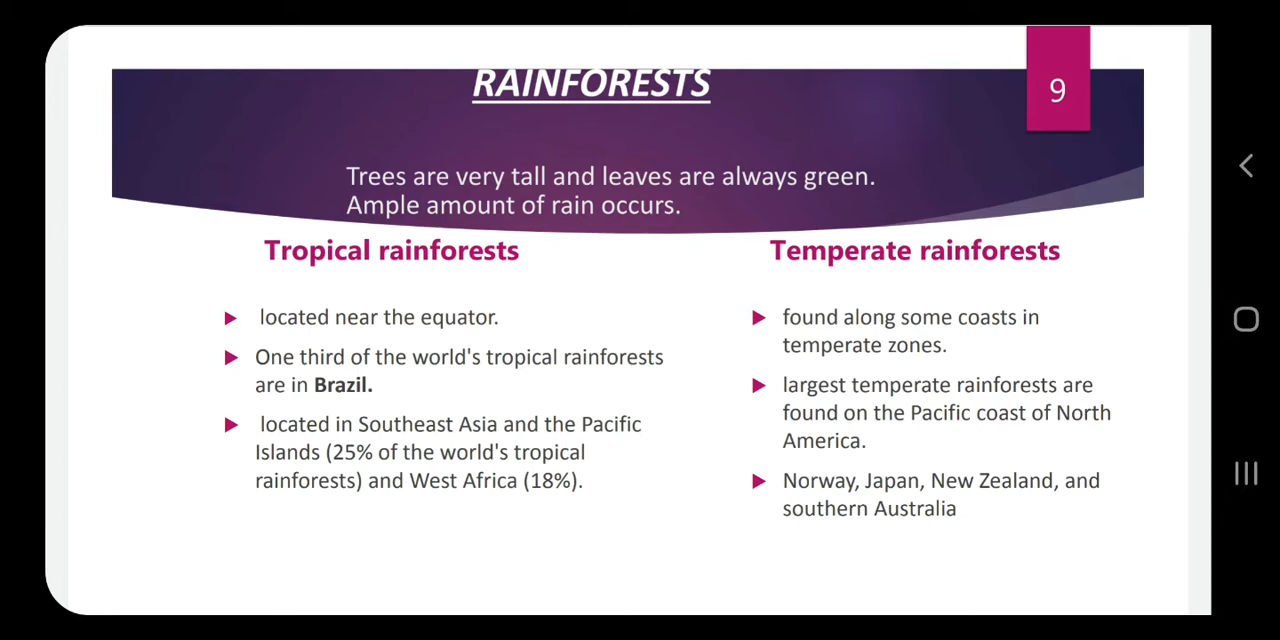 RAINFORESTS
9
Trees are very tall and leaves are always green.
Ample amount of rain occurs.
Tropical rainforests
located near the equator.
One third of the world's tropical rainforests
are in Brazil.
located in Southeast Asia and the Pacific
Islands (25% of the world's tropical
rainforests) and West Africa (18%).
Temperate rainforests
found along some coasts in
temperate zones.
largest temperate rainforests are
found on the Pacific coast of North
America.
Norway, Japan, New Zealand, and
southern Australia